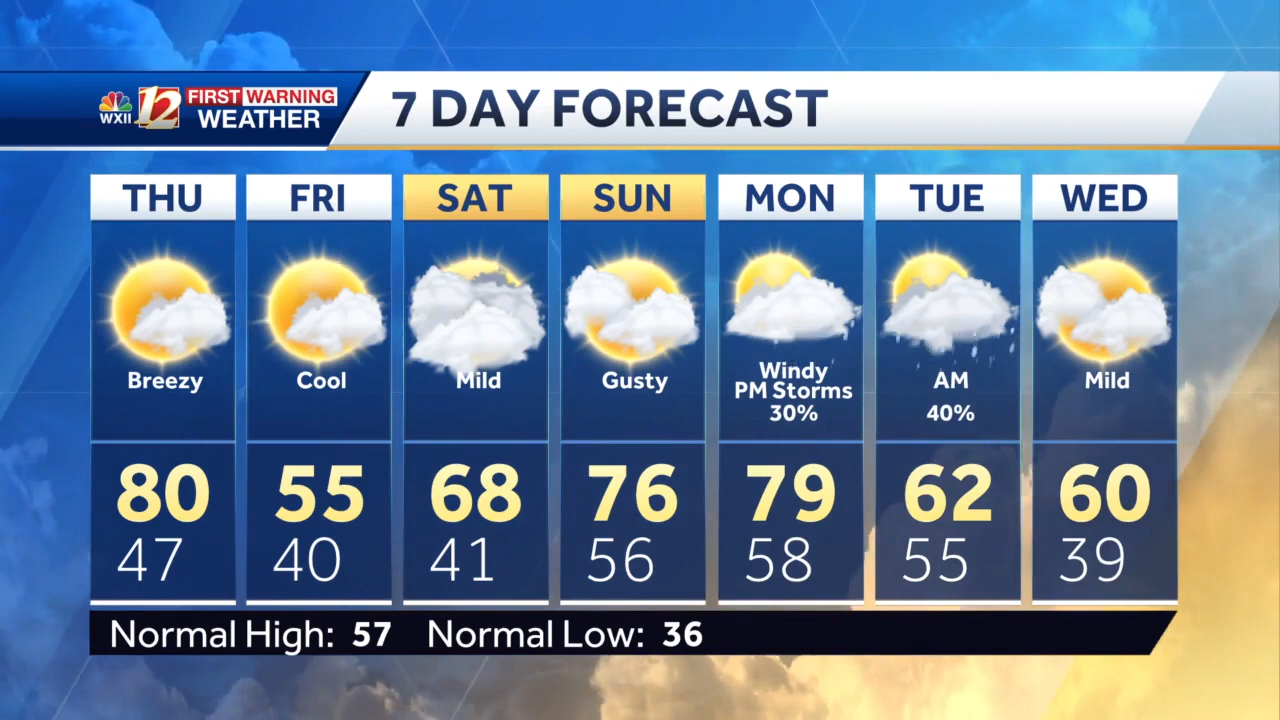 WXII 12 FIRST WARNING
WEATHER
7 DAY FORECAST
THU FRI SAT SUN MON TUE WED
Breezy Cool Mild Gusty Windy PM Storms 30% AM 40% Mild
80 55 68 76 79 62 60
47 40 41 56 58 55 39
Normal High: 57 Normal Low: 36